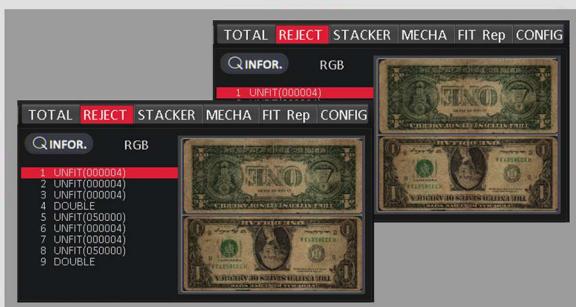 TOTAL REJECT STACKER MECHA FIT Rep CONFIG
INFOR. RGB
1 UNFIT(000004)
TOTAL REJECT STACKER MECHA FIT Rep CONFIG
INFOR. RGB
1 UNFIT(000004)
2 UNFIT(000004)
3 UNFIT(000004)
4 DOUBLE
5 UNFIT(050000)
6 UNFIT(000004)
7 UNFIT(000004)
8 UNFIT(050000)
9 DOUBLE
ONE
ONE